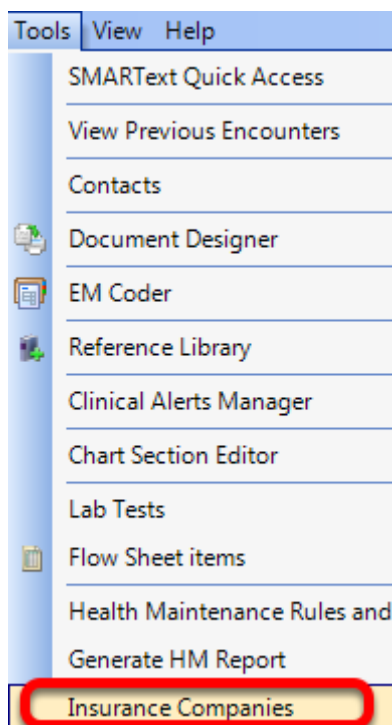 Tools View Help
SMARText Quick Access
View Previous Encounters
Contacts
Document Designer
EM Coder
Reference Library
Clinical Alerts Manager
Chart Section Editor
Lab Tests
Flow Sheet items
Health Maintenance Rules and
Generate HM Report
Insurance Companies